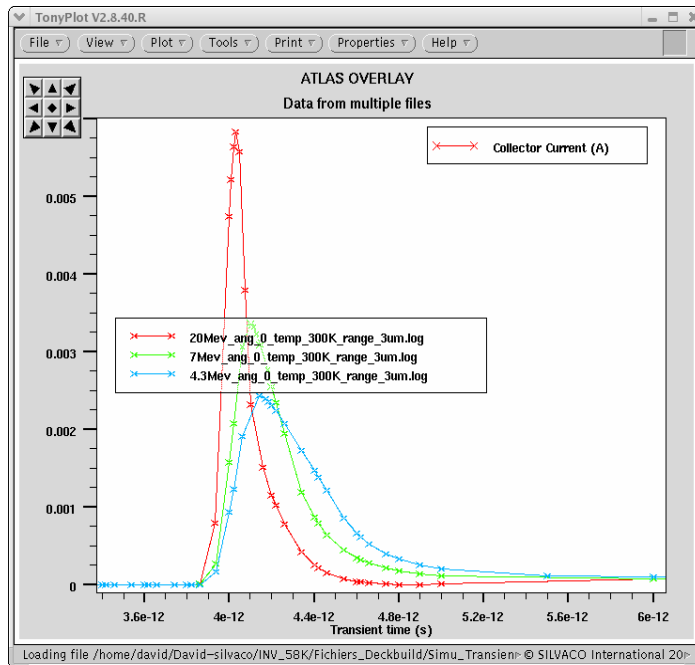 TonyPlot V2.8.40.R
File View Plot Tools Print Properties Help
ATLAS OVERLAY
Data from multiple files
Collector Current (A)
0.005
0.004
20Mev_ang_0_temp_300K_range_3um.log
0.003
7Mev_ang_0_temp_300K_range_3um.log
4.3Mev_ang_0_temp_300K_range_3um.log
0.002
0.001
0
3.6e-12 4e-12 4.4e-12 4.8e-12 5.2e-12 5.6e-12 6e-12
Transient time (s)
Loading file /home/david/David-silvaco/INV_58K/Fichiers_Deckbuild/Simu_Transien © SILVACO International 20